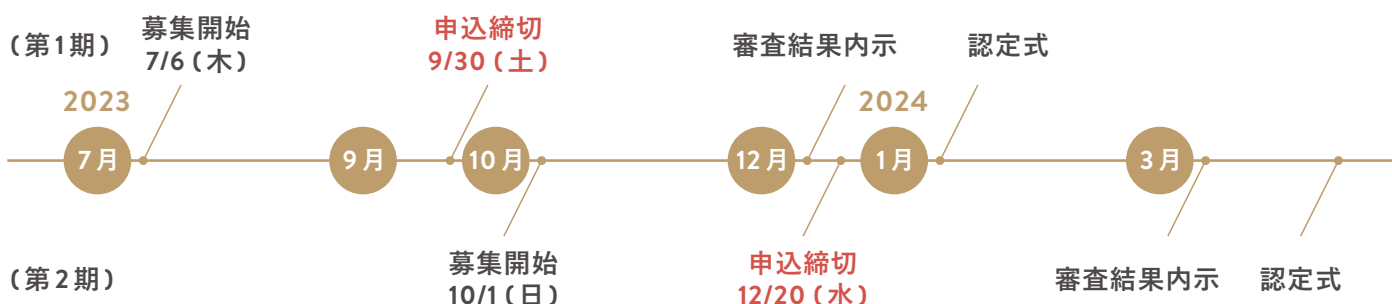 (第1期)
募集開始
7/6(木)
申込締切
9/30(土)
審査結果内示
認定式
2023
2024
7月
9月
10月
12月
1月
3月
(第2期)
募集開始
10/1(日)
申込締切
12/20(水)
審査結果内示
認定式